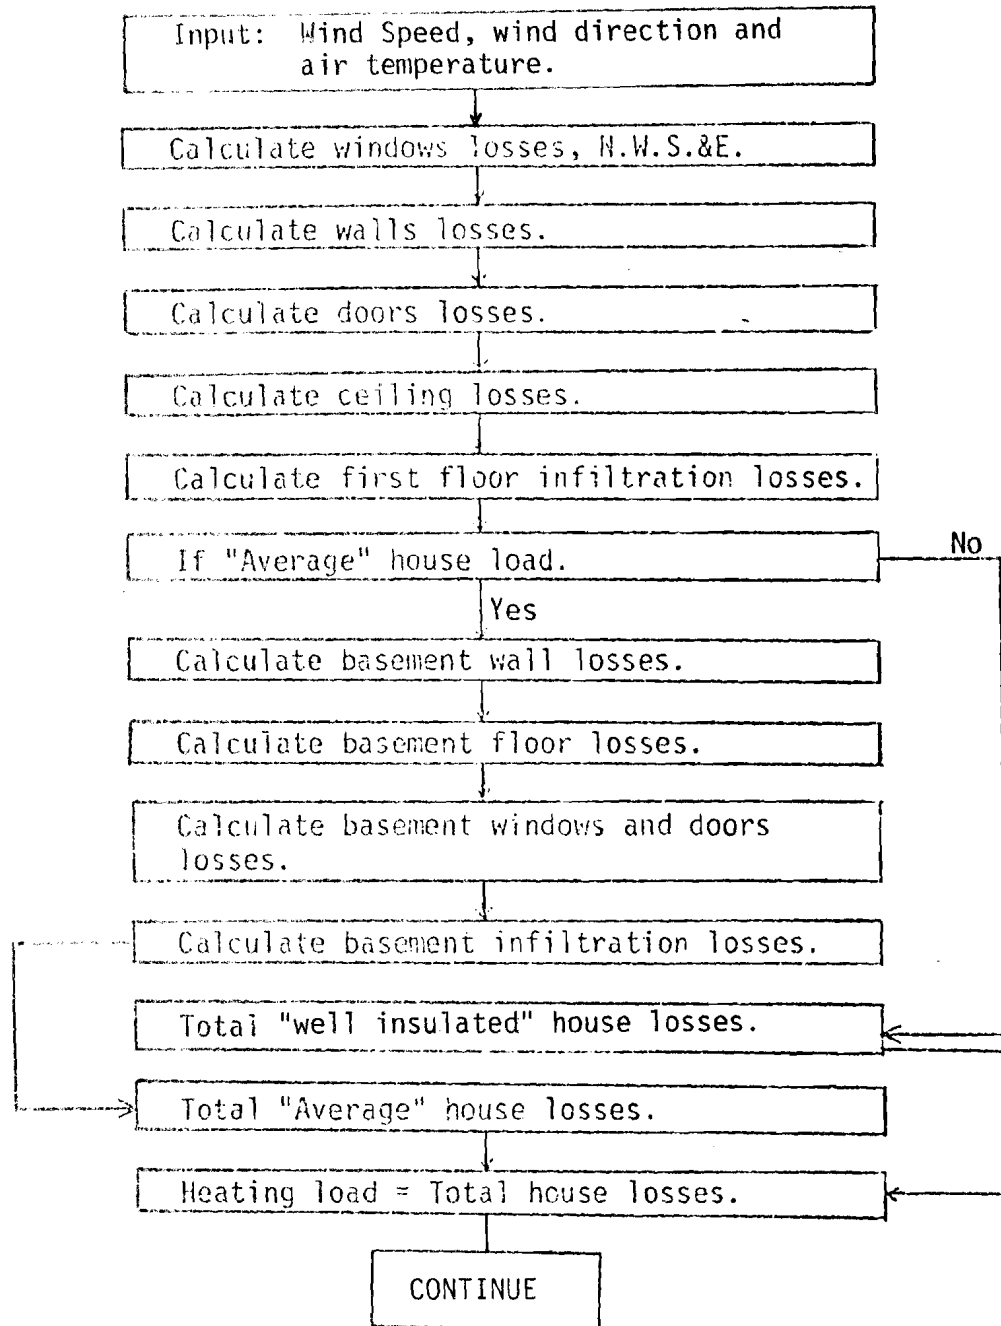 Input: Wind Speed, wind direction and
air temperature.
Calculate windows losses, N.W.S.&E.
Calculate walls losses.
Calculate doors losses.
Calculate ceiling losses.
Calculate first floor infiltration losses.
If "Average" house load.
No
Yes
Calculate basement wall losses.
Calculate basement floor losses.
Calculate basement windows and doors
losses.
Calculate basement infiltration losses.
Total "well insulated" house losses.
Total "Average" house losses.
Heating load = Total house losses.
CONTINUE